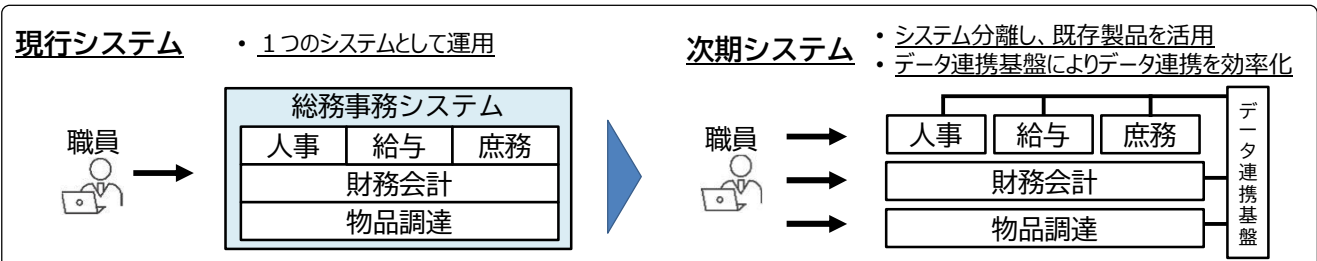 現行システム
・ １つのシステムとして運用
職員
総務事務システム
人事 給与 庶務
財務会計
物品調達
次期システム
・ システム分離し、既存製品を活用
・ データ連携基盤によりデータ連携を効率化
職員
人事 給与 庶務
財務会計
物品調達
データ連携基盤